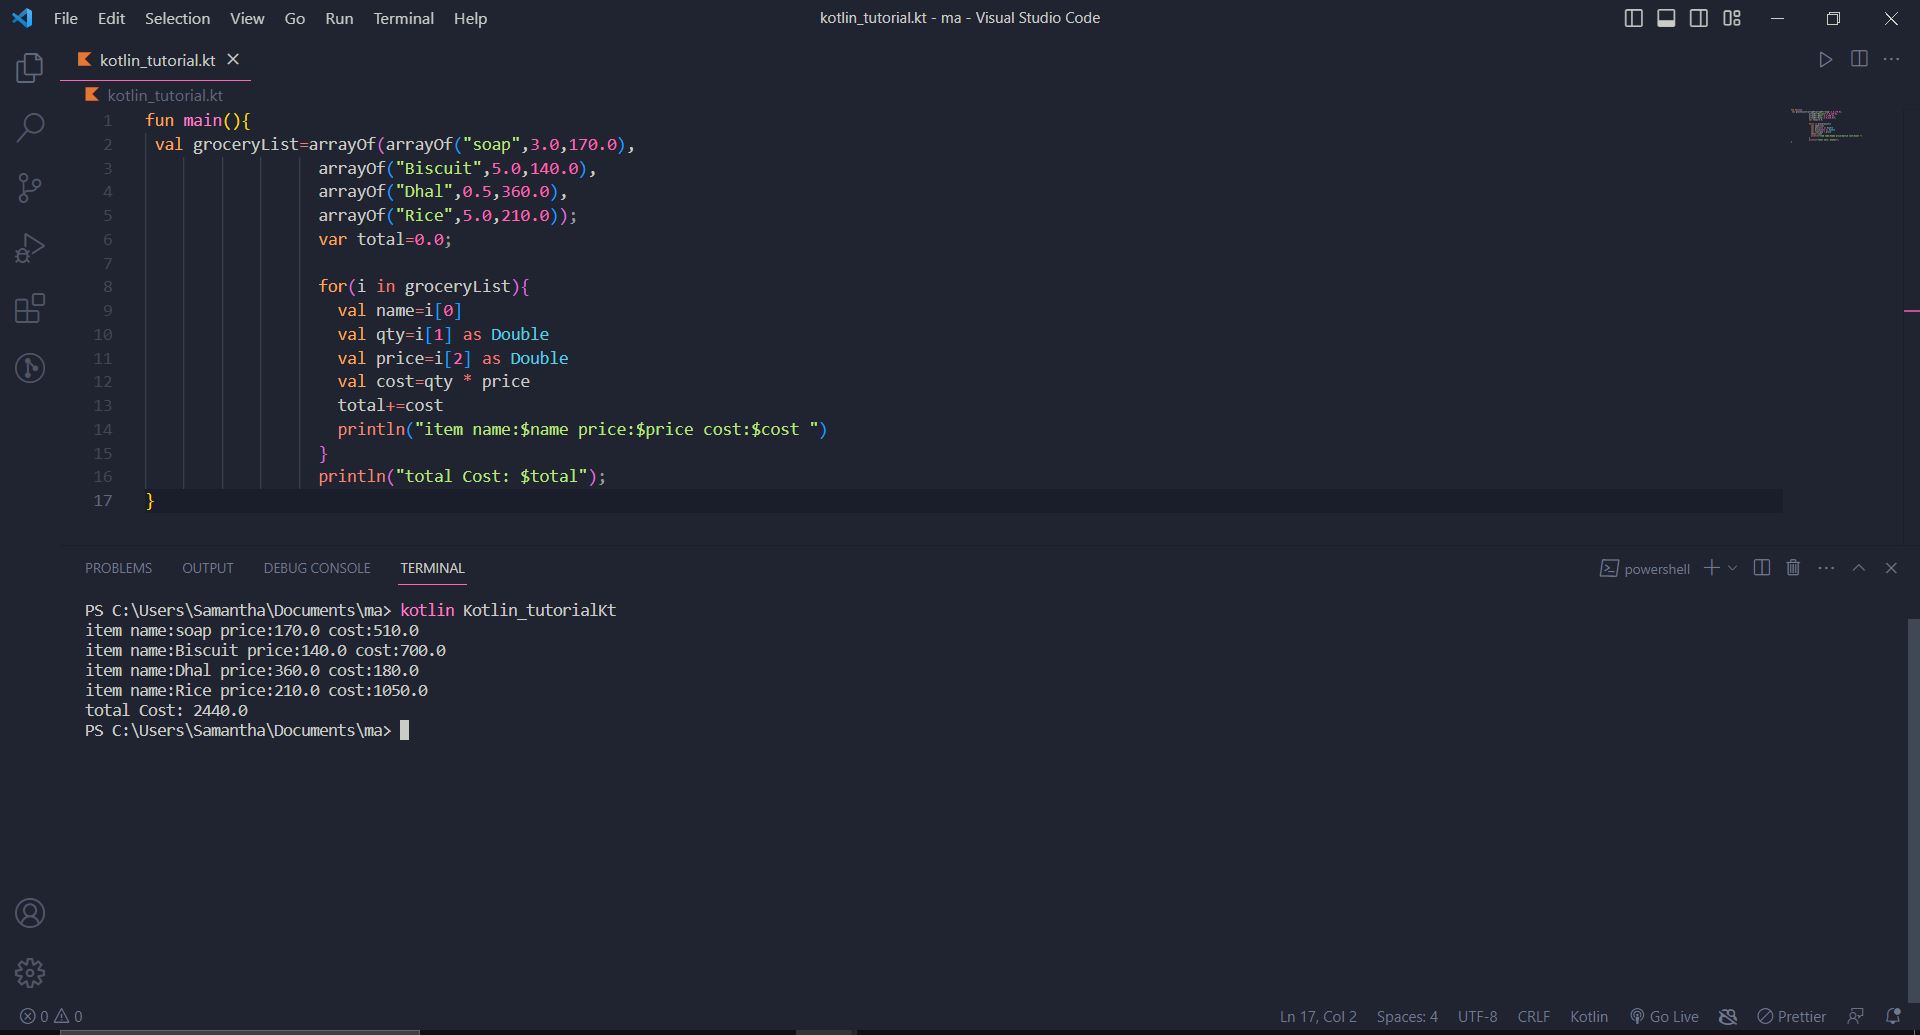 File Edit Selection View Go Run Terminal Help
kotlin_tutorial.kt - ma - Visual Studio Code
kotlin_tutorial.kt
kotlin_tutorial.kt
1 fun main(){
2 val groceryList=arrayOf(arrayOf("soap",3.0,170.0),
3 arrayOf("Biscuit",5.0,140.0),
4 arrayOf("Dhal",0.5,360.0),
5 arrayOf("Rice",5.0,210.0));
6 var total=0.0;
7
8 for(i in groceryList){
9 val name=i[0]
10 val qty=i[1] as Double
11 val price=i[2] as Double
12 val cost=qty * price
13 total+=cost
14 println("item name:$name price:$price cost:$cost ")
15 }
16 println("total Cost: $total");
17 }
PROBLEMS OUTPUT DEBUG CONSOLE TERMINAL
powershell
PS C:\Users\Samantha\Documents\ma> kotlin Kotlin_tutorialKt
item name:soap price:170.0 cost:510.0
item name:Biscuit price:140.0 cost:700.0
item name:Dhal price:360.0 cost:180.0
item name:Rice price:210.0 cost:1050.0
total Cost: 2440.0
PS C:\Users\Samantha\Documents\ma>
0 0
Ln 17, Col 2 Spaces: 4 UTF-8 CRLF Kotlin Go Live Prettier